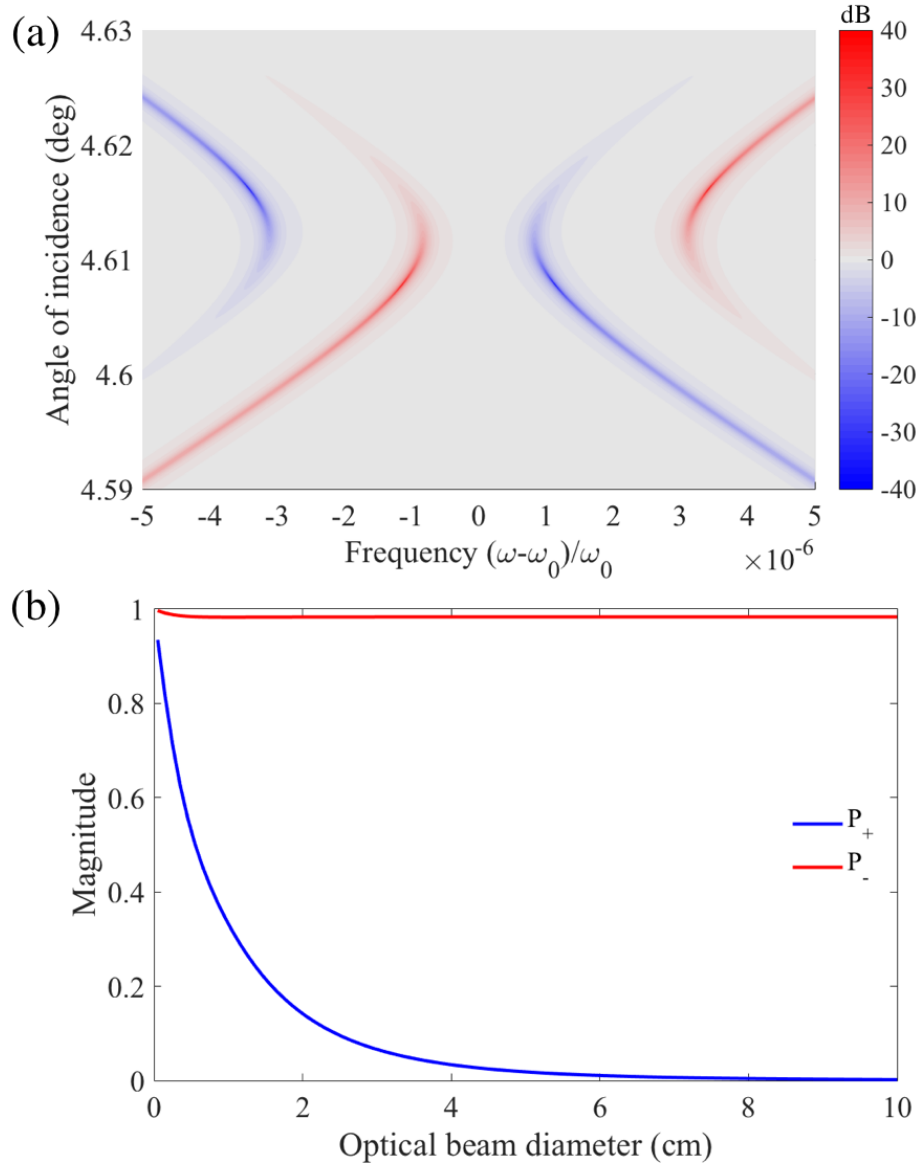 (a)
dB
Angle of incidence (deg)
4.63
4.62
4.61
4.6
4.59
-5 -4 -3 -2 -1 0 1 2 3 4 5
Frequency (ω-ω₀)/ω₀
×10⁻⁶
40
30
20
10
0
-10
-20
-30
-40
(b)
Magnitude
1
0.8
0.6
0.4
0.2
0
0 2 4 6 8 10
Optical beam diameter (cm)
P₊
P₋